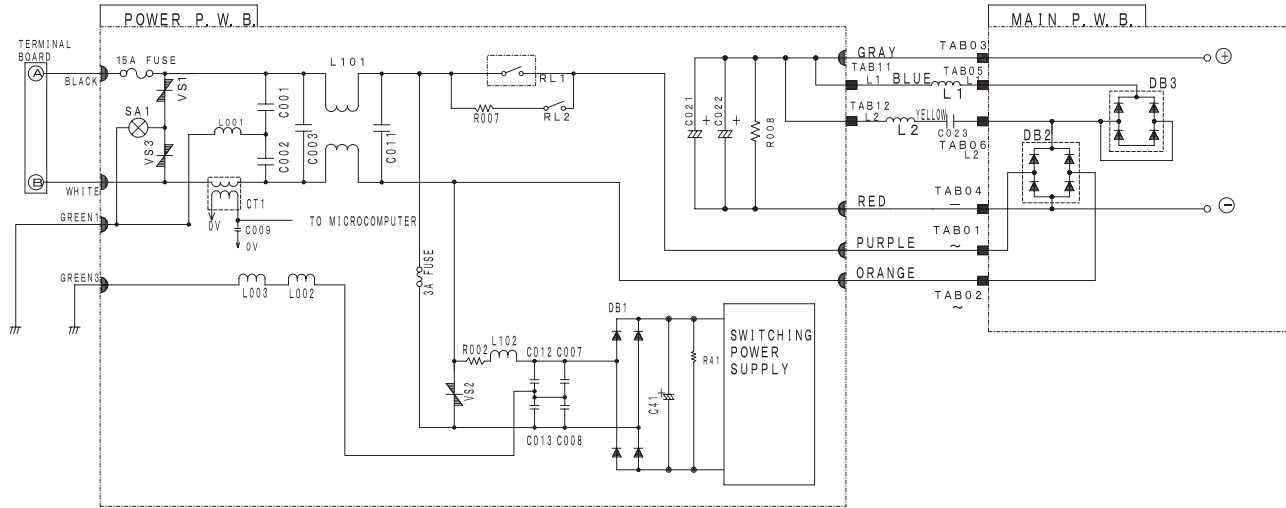 POWER P. W. B.
MAIN P. W. B.
TERMINAL
BOARD
A
BLACK
15A FUSE
VS1
SA1
VS3
L001
C001
C002
C003
L101
C011
RL1
R007
RL2
C021
+
C022
+
R008
GRAY
TAB03
TAB11
L1
BLUE
L1
TAB05
L1
TAB12
L2
L2
YELLOW
C023
TAB06
L2
DB3
DB2
+
B
WHITE
CT1
0V
C009
0V
TO MICROCOMPUTER
GREEN1
RED
TAB04
−
−
PURPLE
TAB01
~
ORANGE
TAB02
~
GREEN3
L003
L002
3A FUSE
R002
L102
VS2
C012
C007
C013
C008
DB1
C41
+
R41
SWITCHING
POWER
SUPPLY